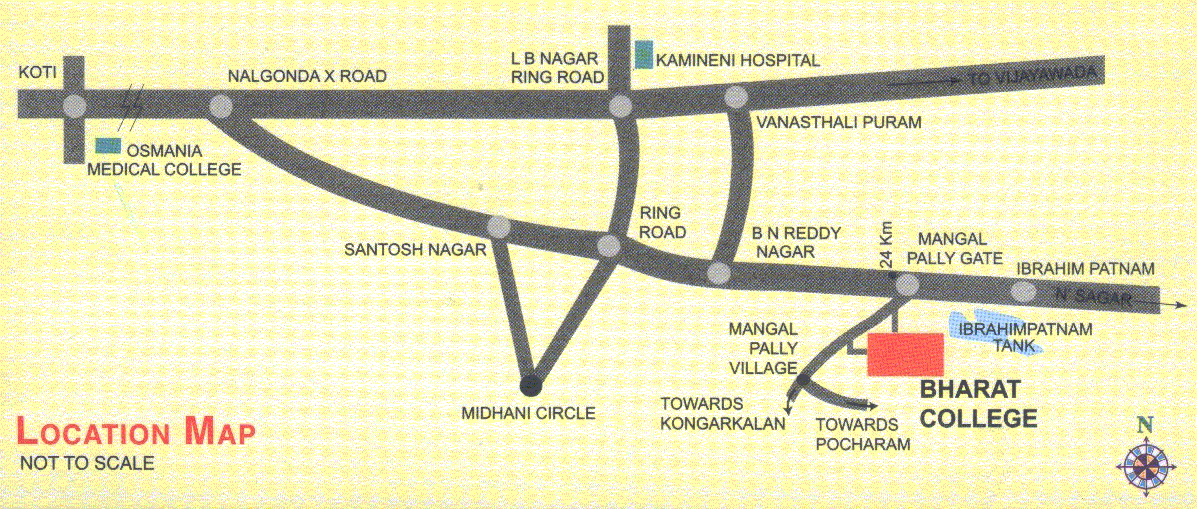 KOTI
NALGONDA X ROAD
L B NAGAR
RING ROAD
KAMINENI HOSPITAL
TO VIJAYAWADA
OSMANIA
MEDICAL COLLEGE
VANASTHALI PURAM
SANTOSH NAGAR
RING
ROAD
B N REDDY
NAGAR
24 Km
MANGAL
PALLY GATE
IBRAHIM PATNAM
N' SAGAR
MANGAL
PALLY
VILLAGE
IBRAHIMPATNAM
TANK
MIDHANI CIRCLE
TOWARDS
KONGARKALAN
TOWARDS
POCHARAM
BHARAT
COLLEGE
LOCATION MAP
NOT TO SCALE
N